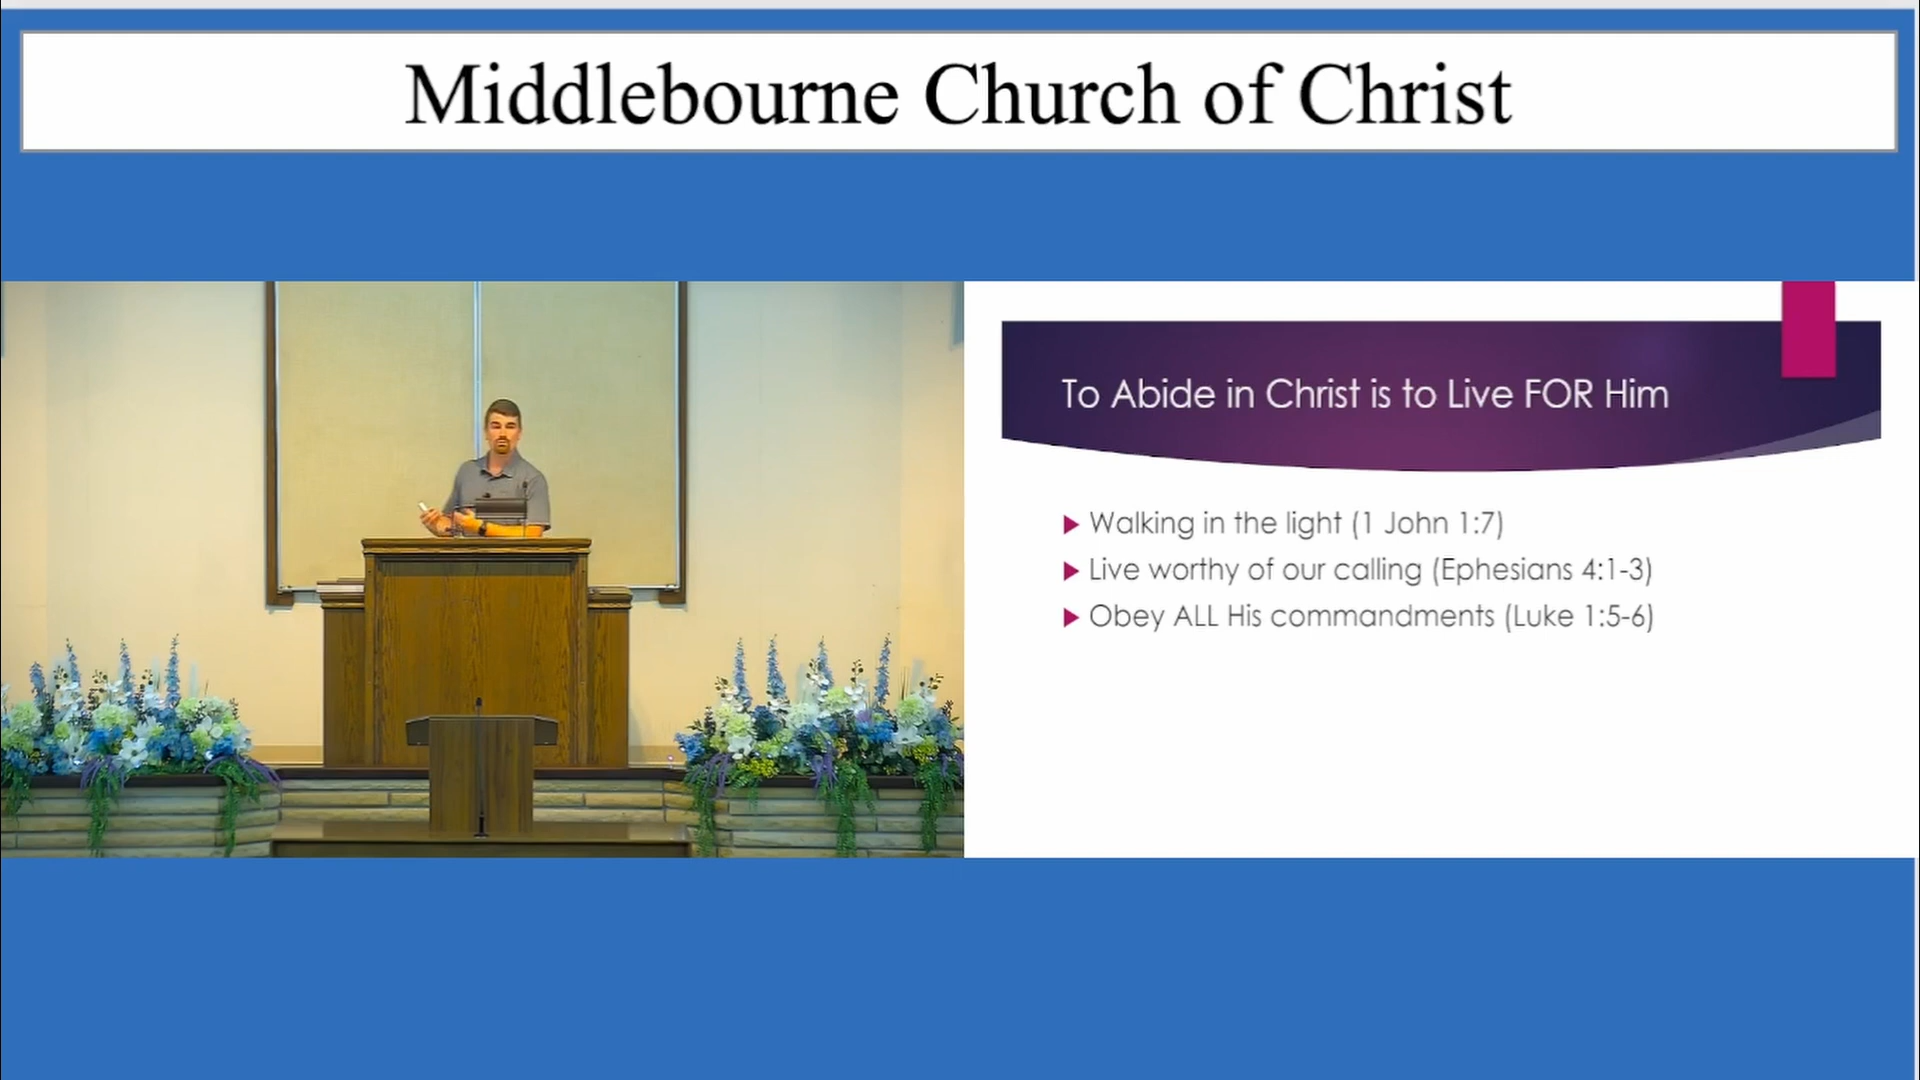 Middlebourne Church of Christ
To Abide in Christ is to Live FOR Him
Walking in the light (1 John 1:7)
Live worthy of our calling (Ephesians 4:1-3)
Obey ALL His commandments (Luke 1:5-6)